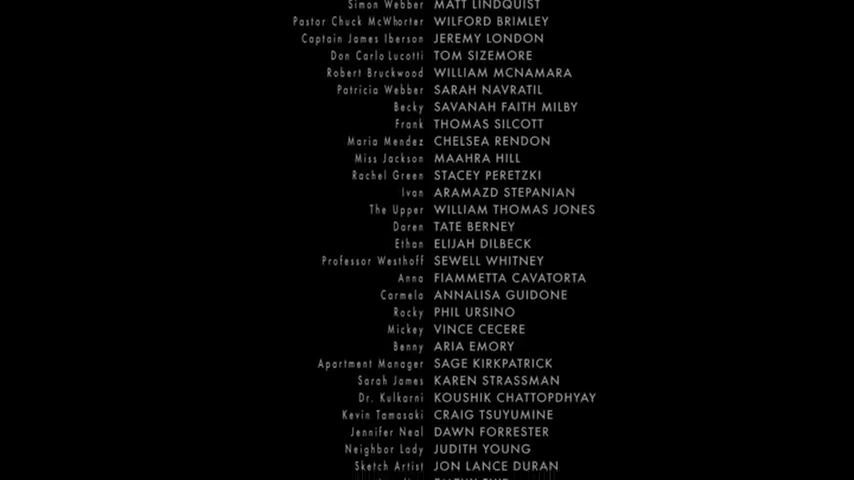 Simon Webber MATT LINDQUIST
Pastor Chuck McWhorter WILFORD BRIMLEY
Captain James Iberson JEREMY LONDON
Don Carlo Lucotti TOM SIZEMORE
Robert Bruckwood WILLIAM MCNAMARA
Patricia Webber SARAH NAVRATIL
Becky SAVANAH FAITH MILBY
Frank THOMAS SILCOTT
Maria Mendez CHELSEA RENDON
Miss Jackson MAAHRA HILL
Rachel Green STACEY PERETZKI
Ivan ARAMAZD STEPANIAN
The Upper WILLIAM THOMAS JONES
Daren TATE BERNEY
Ethan ELIJAH DILBECK
Professor Westhoff SEWELL WHITNEY
Anna FIAMMETTA CAVATORTA
Carmela ANNALISA GUIDONE
Rocky PHIL URSINO
Mickey VINCE CECERE
Benny ARIA EMORY
Apartment Manager SAGE KIRKPATRICK
Sarah James KAREN STRASSMAN
Dr. Kulkarni KOUSHIK CHATTOPDHYAY
Kevin Tamasaki CRAIG TSUYUMINE
Jennifer Neal DAWN FORRESTER
Neighbor Lady JUDITH YOUNG
Sketch Artist JON LANCE DURAN